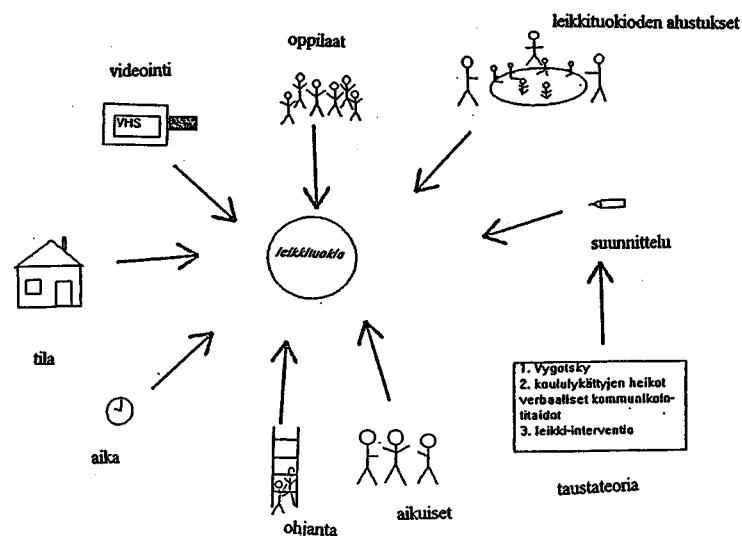 leikkituokioiden alustukset
oppilaat
videointi
VHS
suunnittelu
leikkituokio
tila
1. Vygotsky
2. koululykättyjen heikot
verbaaliset kommunikoin-
titaidot
3. leikki-interventio
aika
ohjanta
aikuiset
taustateoria